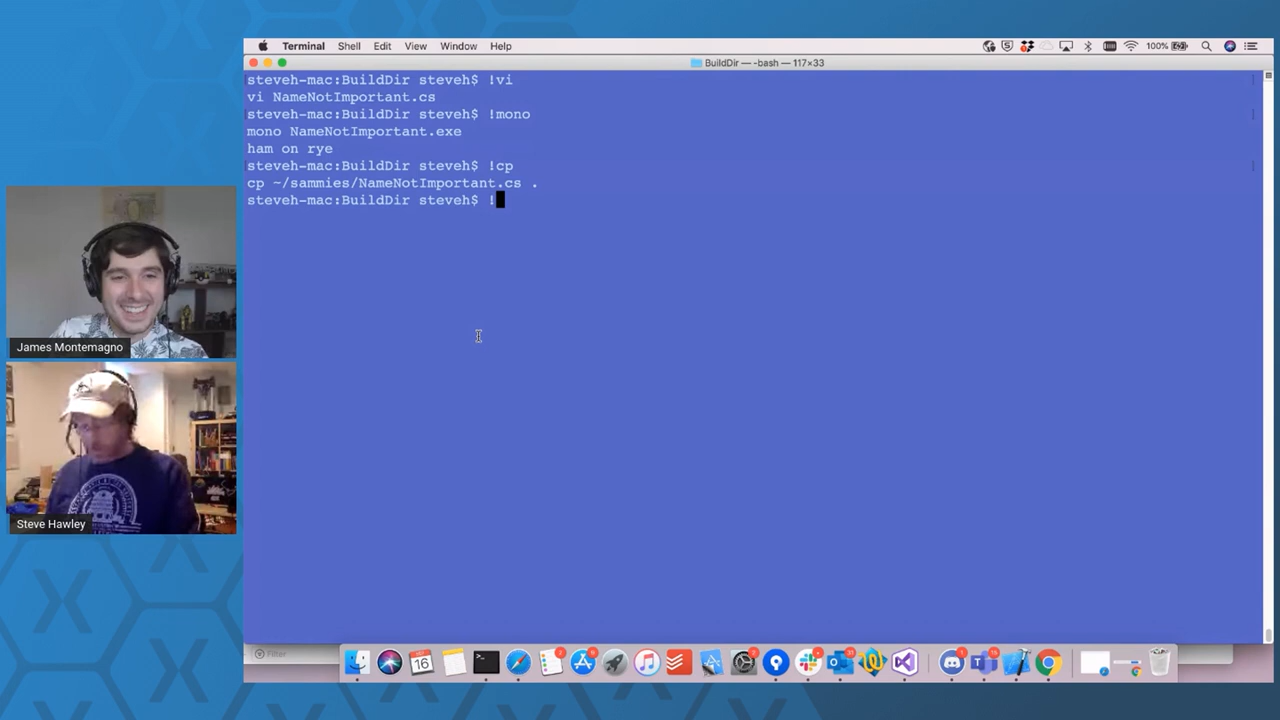 Terminal Shell Edit View Window Help
100%
BuildDir — -bash — 117×33
steveh-mac:BuildDir steveh$ !vi
vi NameNotImportant.cs
steveh-mac:BuildDir steveh$ !mono
mono NameNotImportant.exe
ham on rye
steveh-mac:BuildDir steveh$ !cp
cp ~/sammies/NameNotImportant.cs .
steveh-mac:BuildDir steveh$ !
James Montemagno
Steve Hawley
Filter
16